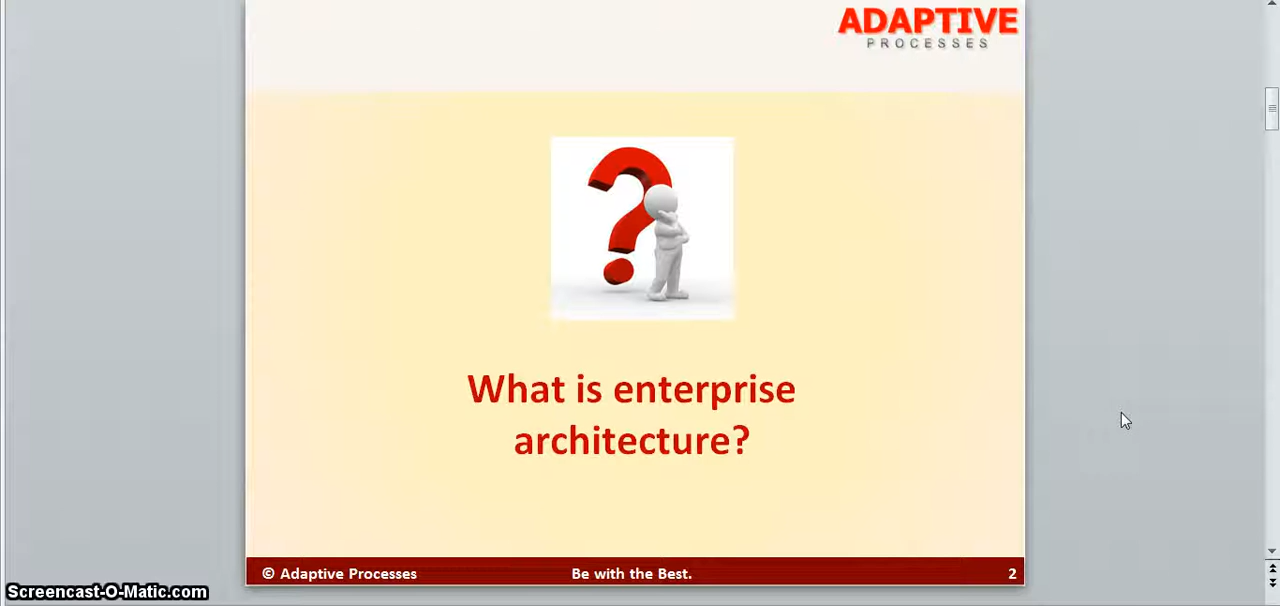 ADAPTIVE
PROCESSES
What is enterprise
architecture?
© Adaptive Processes Be with the Best. 2
Screencast-O-Matic.com